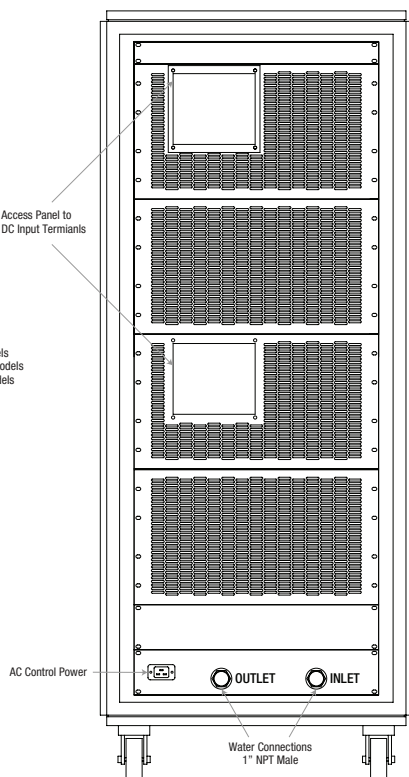 Access Panel to
DC Input Termianls
els
odels
dels
AC Control Power
OUTLET
INLET
Water Connections
1" NPT Male